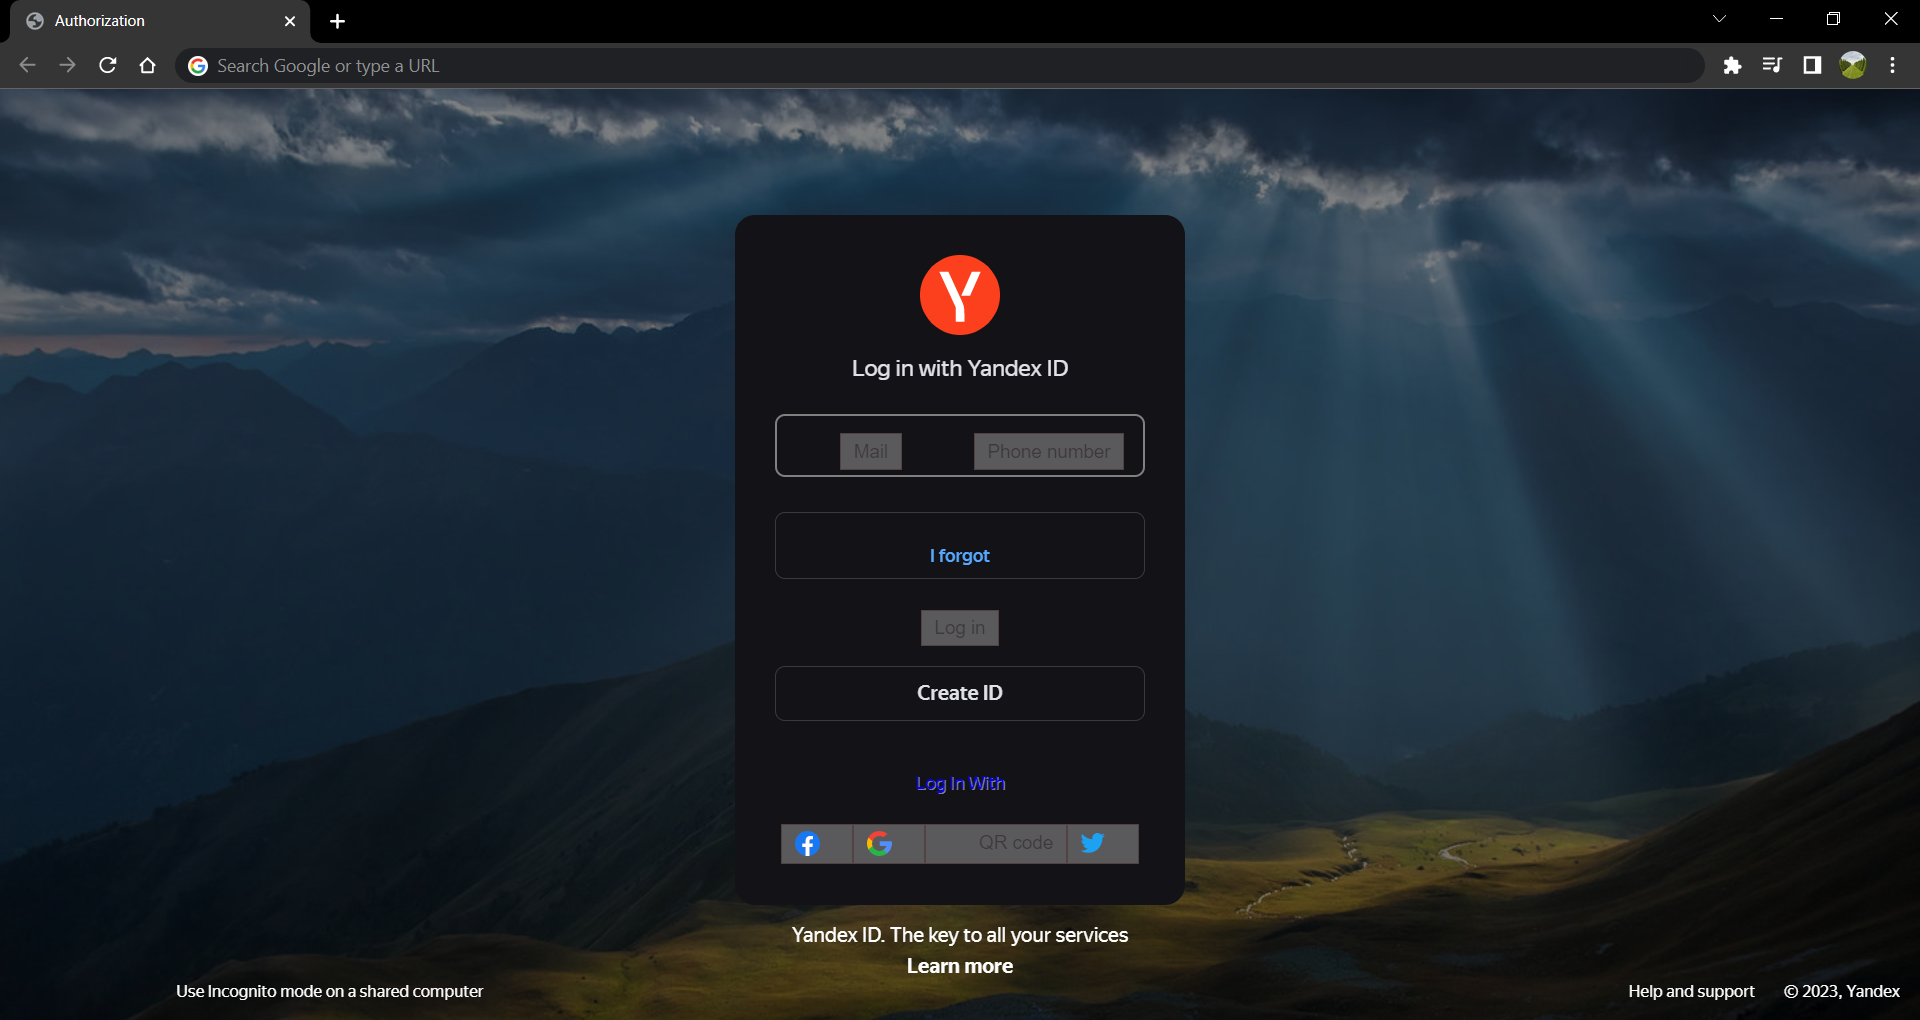 Authorization
Search Google or type a URL
Y
Log in with Yandex ID
Mail Phone number
I forgot
Log in
Create ID
Log In With
QR code
Yandex ID. The key to all your services
Learn more
Use Incognito mode on a shared computer
Help and support © 2023, Yandex